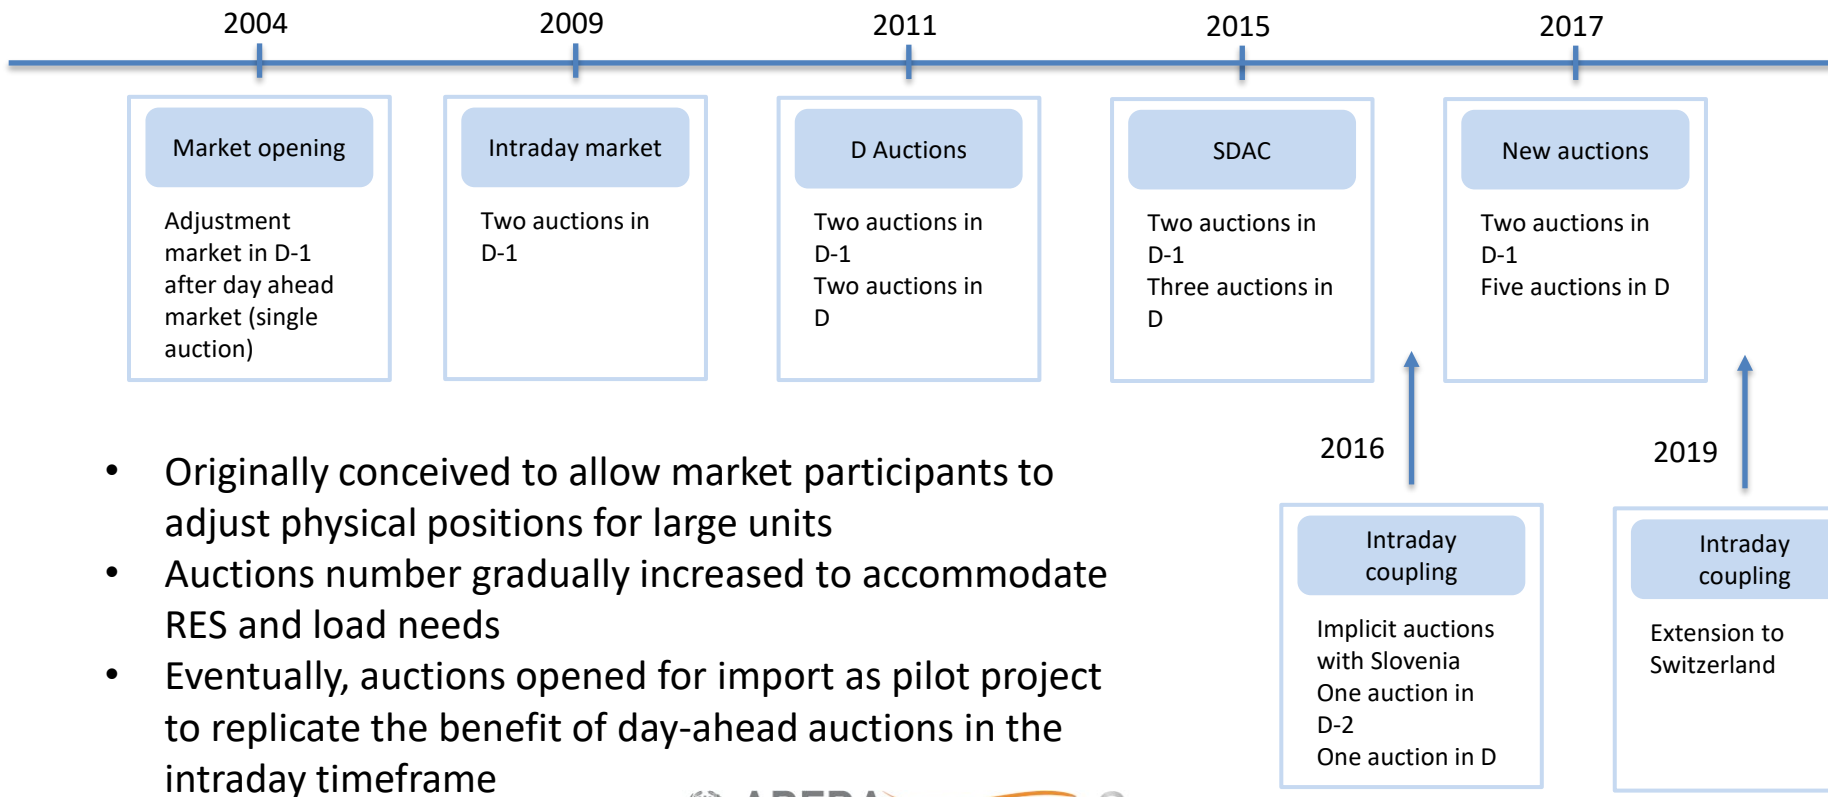 2004
2009
2011
2015
2017
Market opening
Adjustment
market in D-1
after day ahead
market (single
auction)
Intraday market
Two auctions in
D-1
D Auctions
Two auctions in
D-1
Two auctions in
D
SDAC
Two auctions in
D-1
Three auctions in
D
New auctions
Two auctions in
D-1
Five auctions in D
• Originally conceived to allow market participants to
adjust physical positions for large units
• Auctions number gradually increased to accommodate
RES and load needs
• Eventually, auctions opened for import as pilot project
to replicate the benefit of day-ahead auctions in the
intraday timeframe
2016
Intraday
coupling
Implicit auctions
with Slovenia
One auction in
D-2
One auction in D
2019
Intraday
coupling
Extension to
Switzerland